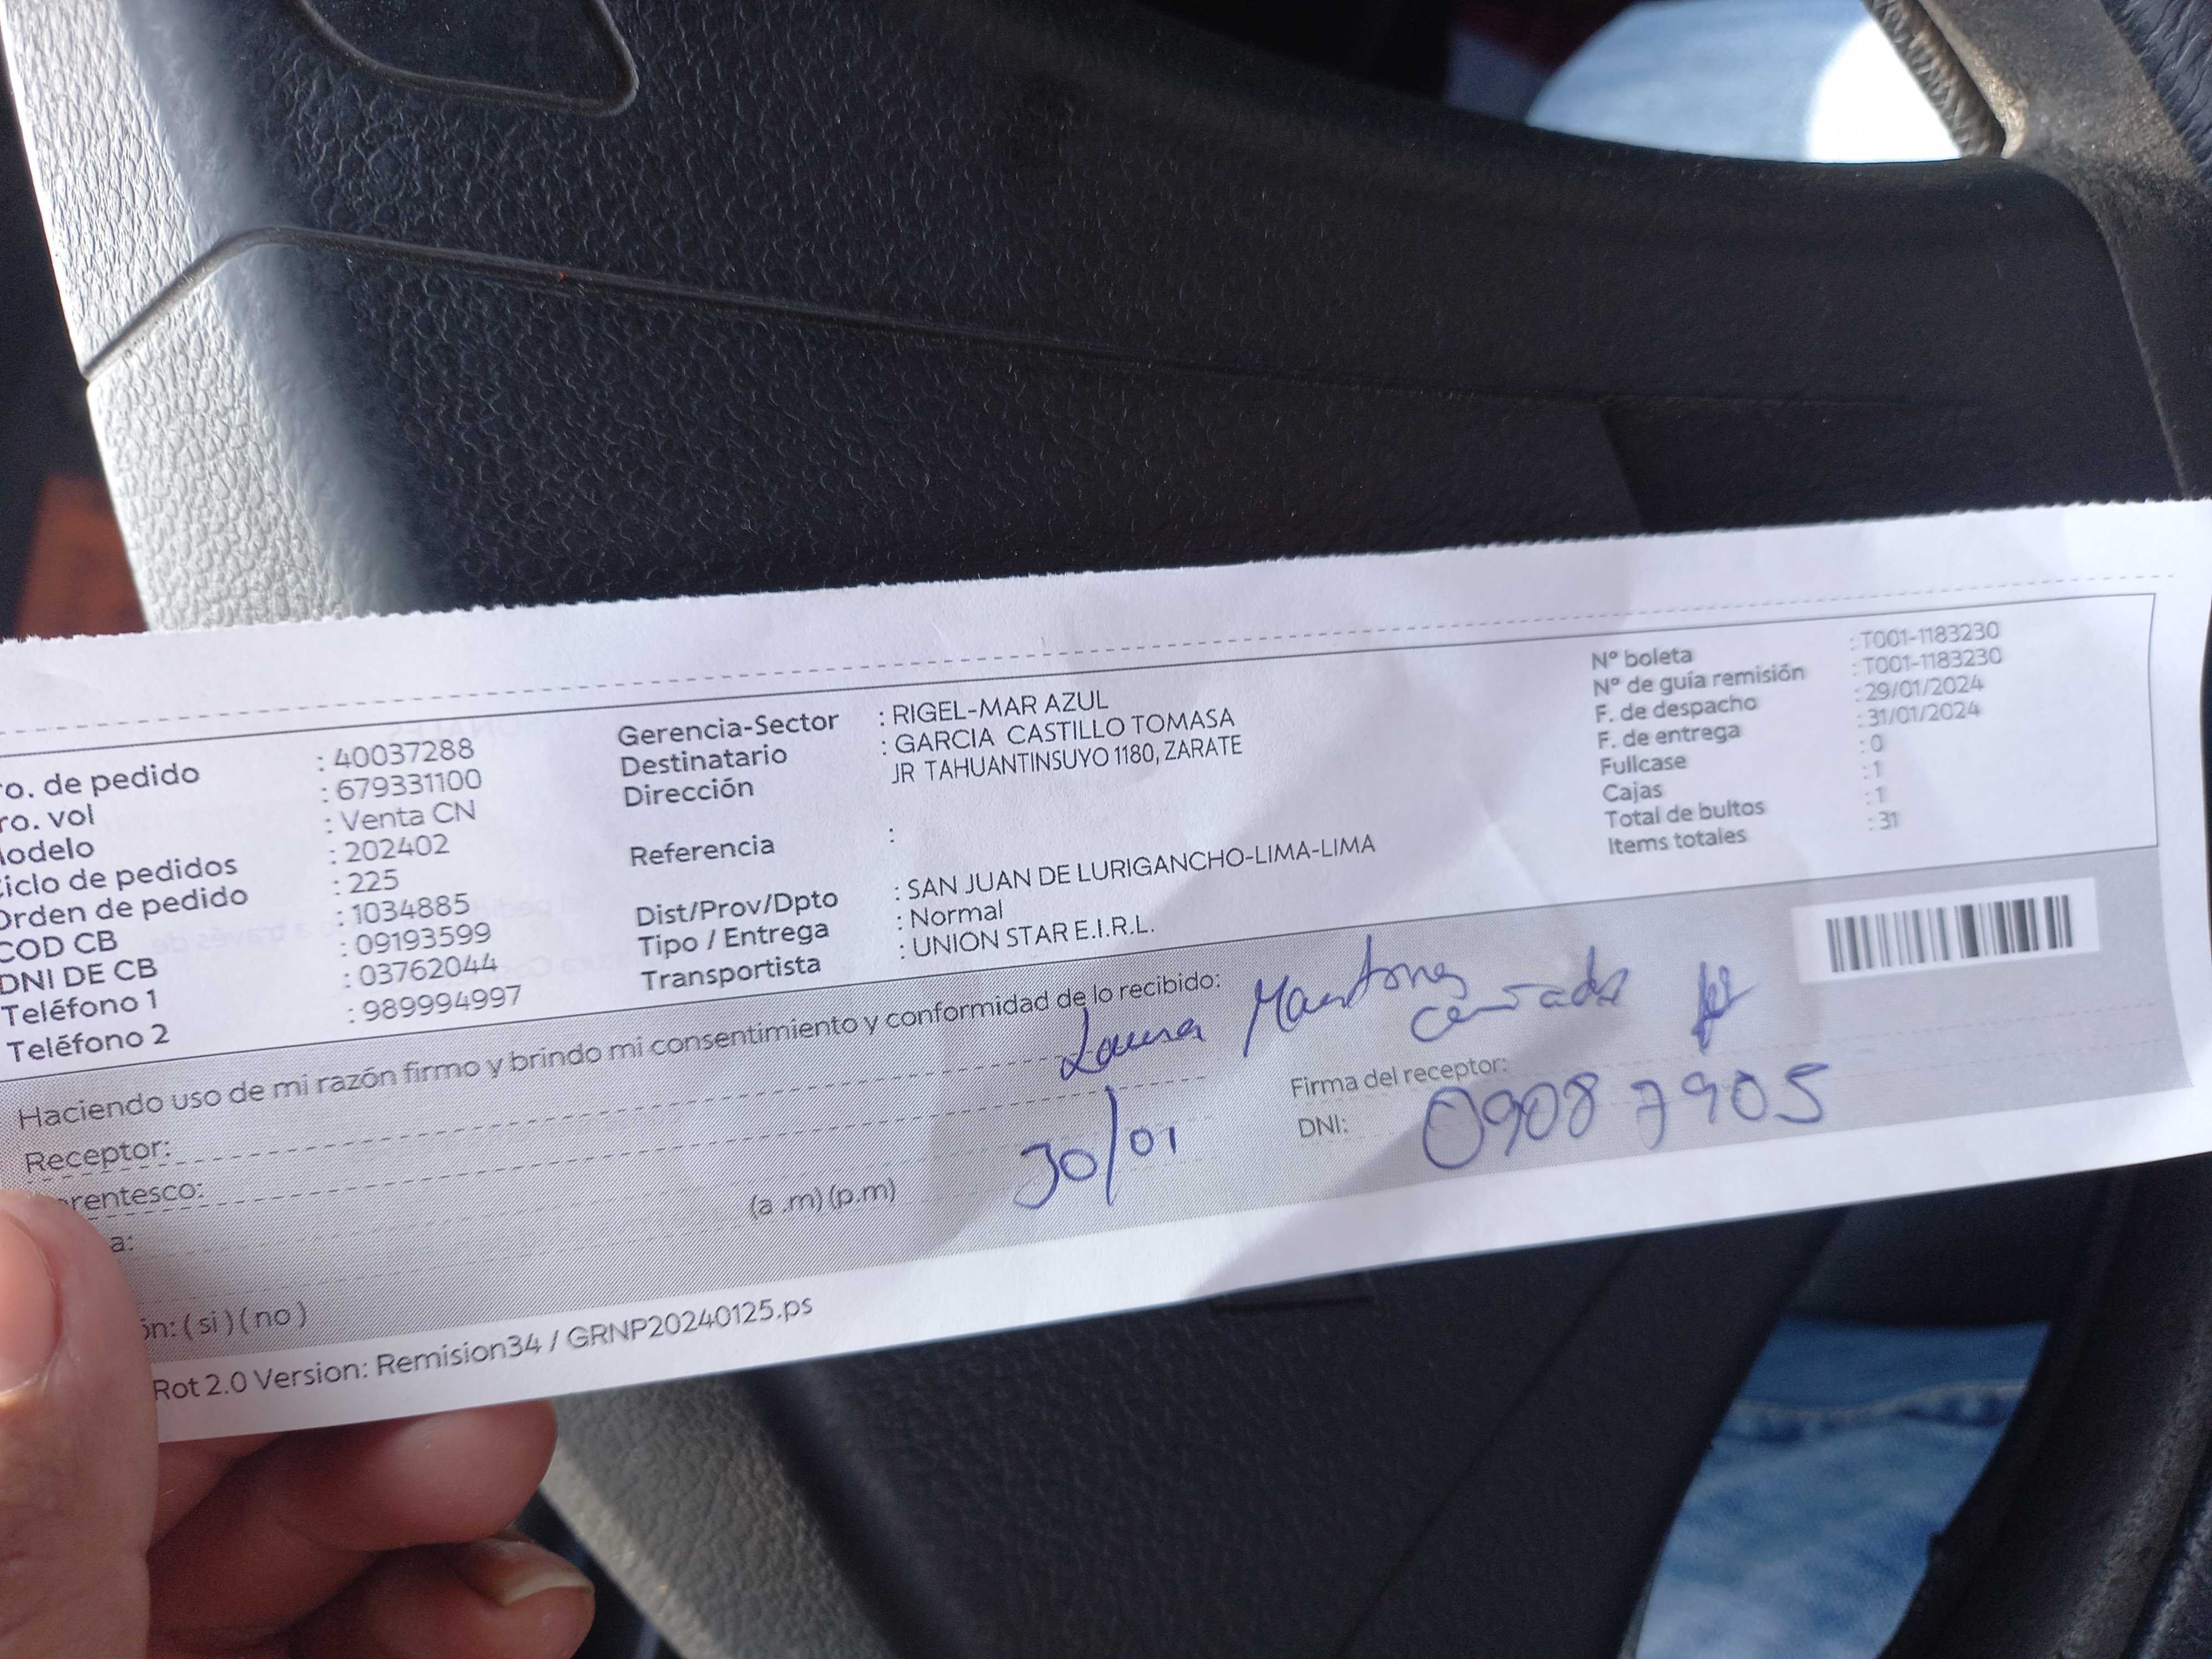 ro. de pedido : 40037288
ro. vol : 679331100
odelo : Venta CN
iclo de pedidos : 202402
Orden de pedido : 225
COD CB : 1034885
DNI DE CB : 09193599
Teléfono 1 : 03762044
Teléfono 2 : 989994997
Gerencia-Sector : RIGEL-MAR AZUL
Destinatario : GARCIA CASTILLO TOMASA
Dirección JR TAHUANTINSUYO 1180, ZARATE
Referencia :
Dist/Prov/Dpto : SAN JUAN DE LURIGANCHO-LIMA-LIMA
Tipo / Entrega : Normal
Transportista : UNION STAR E.I.R.L.
Nº boleta : T001-1183230
Nº de guía remisión : T001-1183230
F. de despacho : 29/01/2024
F. de entrega : 31/01/2024
Fullcase : 0
Cajas : 1
Total de bultos : 1
Items totales : 31
Haciendo uso de mi razón firmo y brindo mi consentimiento y conformidad de lo recibido:
Receptor: Laura
rentesco:
a: (a .m) (p.m) 30/01
Firma del receptor:
DNI: 09087905
ón: ( si ) ( no )
Rot 2.0 Version: Remision34 / GRNP20240125.ps